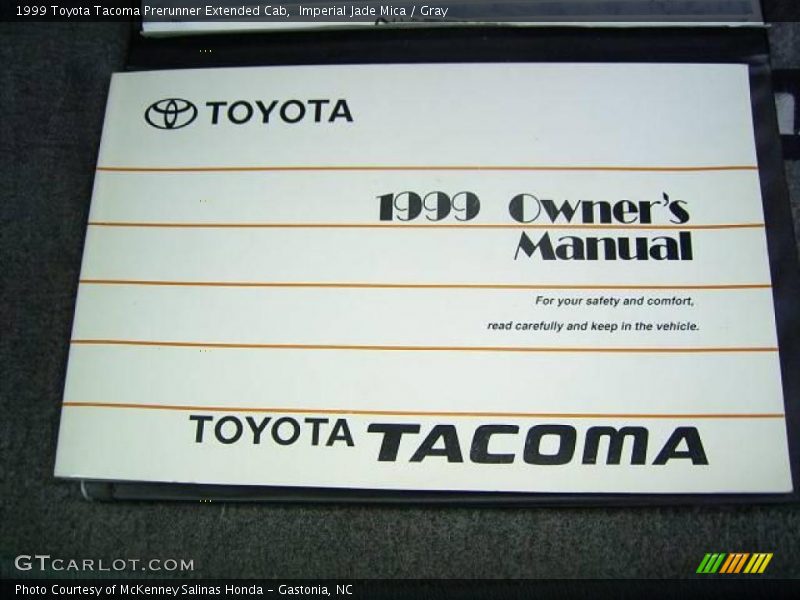 1999 Toyota Tacoma Prerunner Extended Cab,  Imperial Jade Mica / Gray
TOYOTA
1999 Owner's
Manual
For your safety and comfort,
read carefully and keep in the vehicle.
TOYOTA TACOMA
GTCARLOT.COM
Photo Courtesy of McKenney Salinas Honda - Gastonia, NC